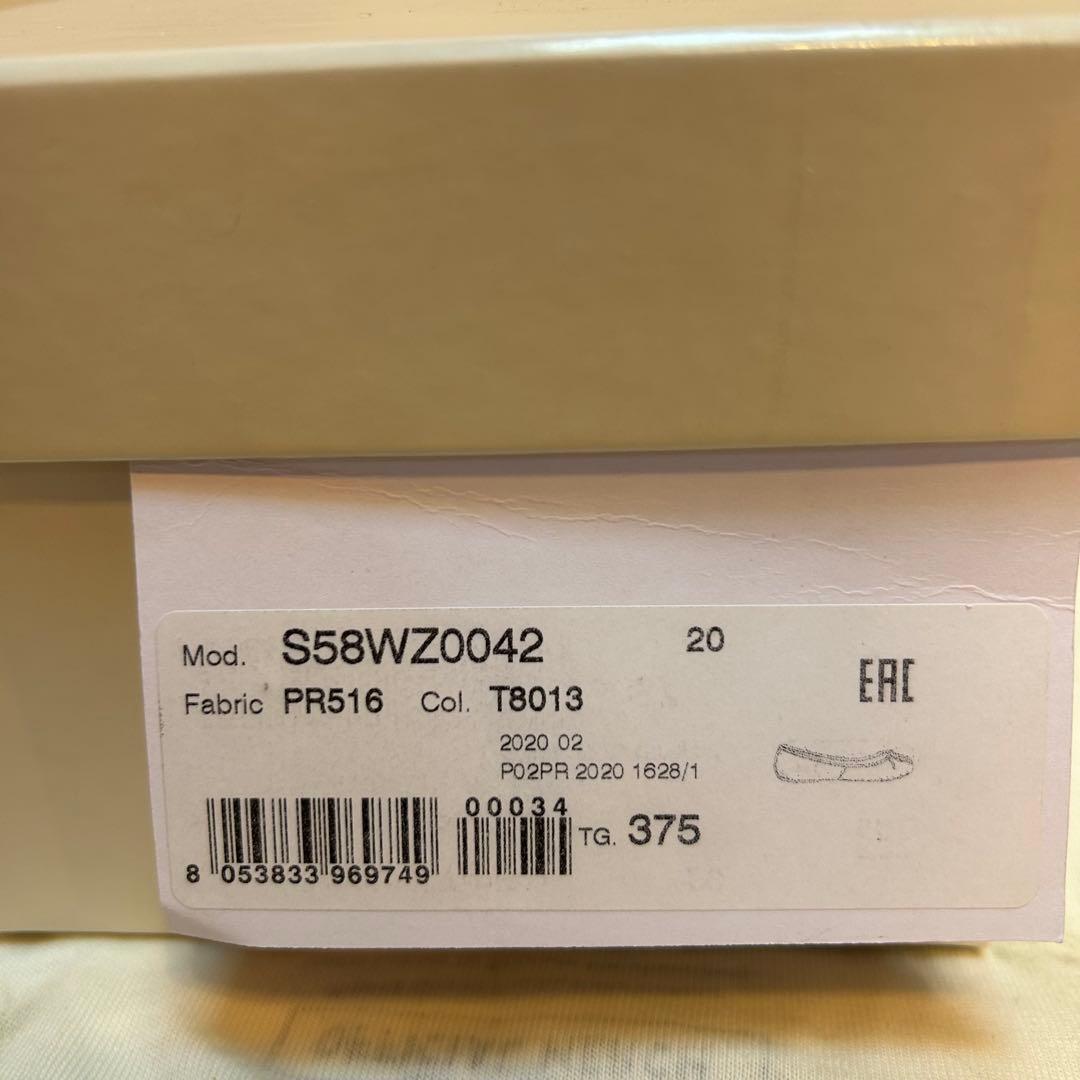 Mod. S58WZ0042 20
EAC
Fabric PR516 Col. T8013
2020 02
P02PR 2020 1628/1
00034
TG. 375
8 053833 969749